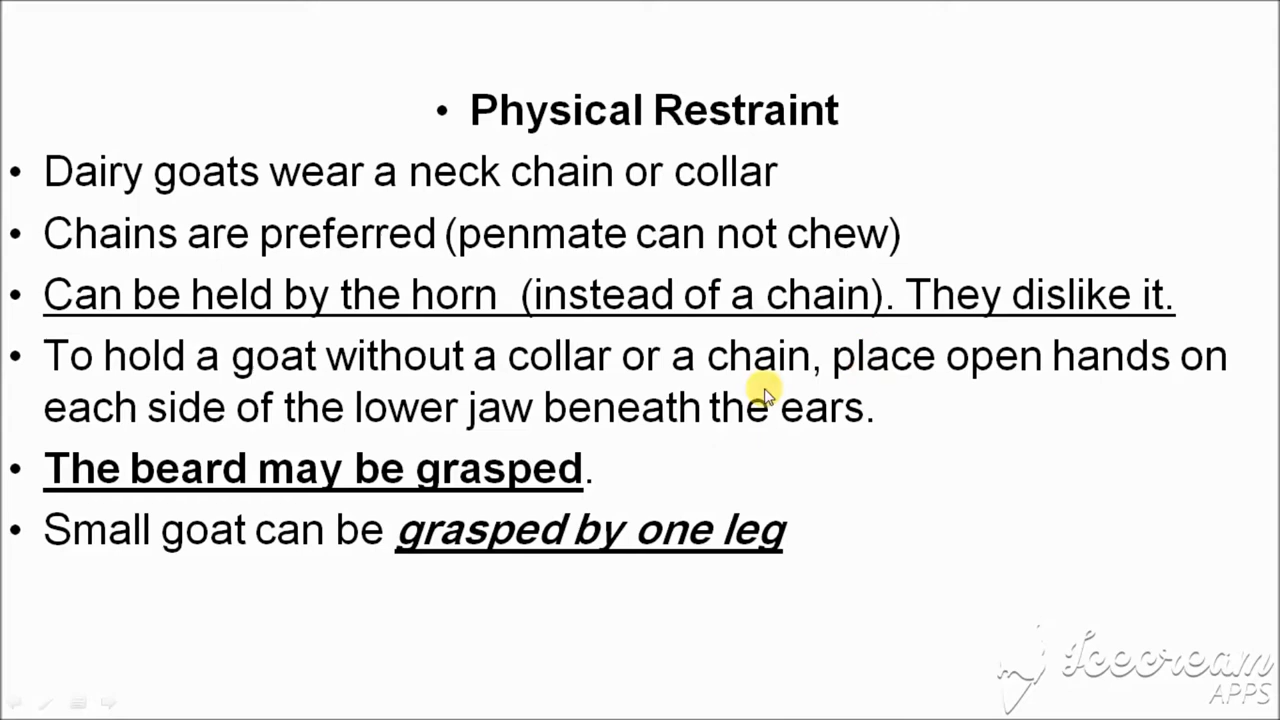 • Physical Restraint
• Dairy goats wear a neck chain or collar
• Chains are preferred (penmate can not chew)
• Can be held by the horn (instead of a chain). They dislike it.
• To hold a goat without a collar or a chain, place open hands on
each side of the lower jaw beneath the ears.
• The beard may be grasped.
• Small goat can be grasped by one leg
Icecream
APPS